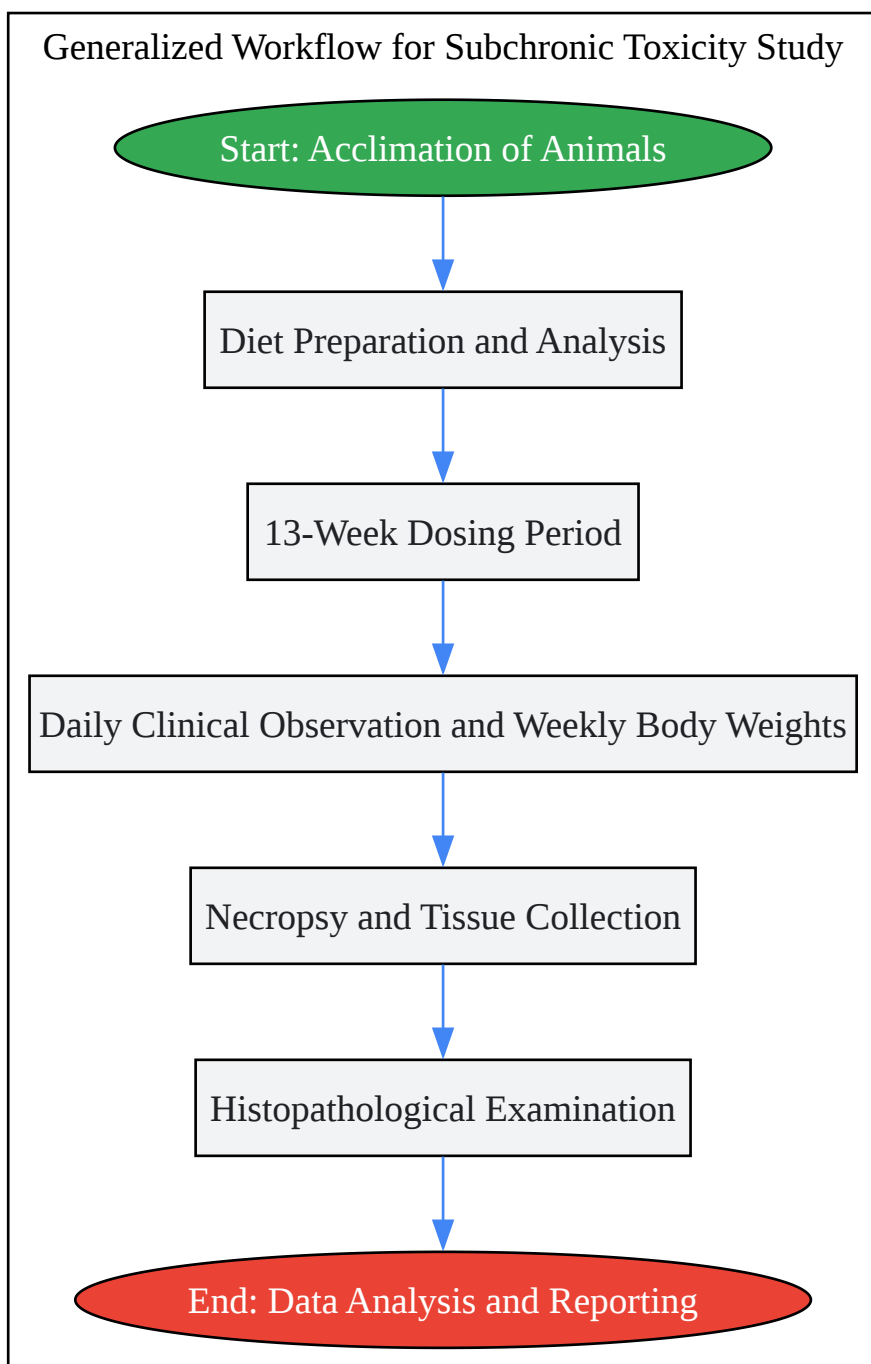 Generalized Workflow for Subchronic Toxicity Study
Start: Acclimation of Animals
Diet Preparation and Analysis
13-Week Dosing Period
Daily Clinical Observation and Weekly Body Weights
Necropsy and Tissue Collection
Histopathological Examination
End: Data Analysis and Reporting